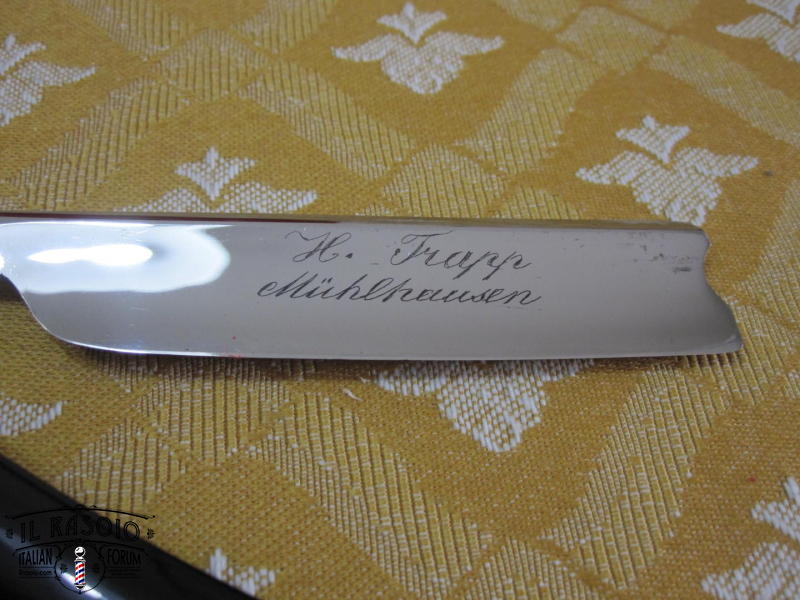 H. Trapp
Mühlhausen
IL RASOIO
ITALIAN FORUM